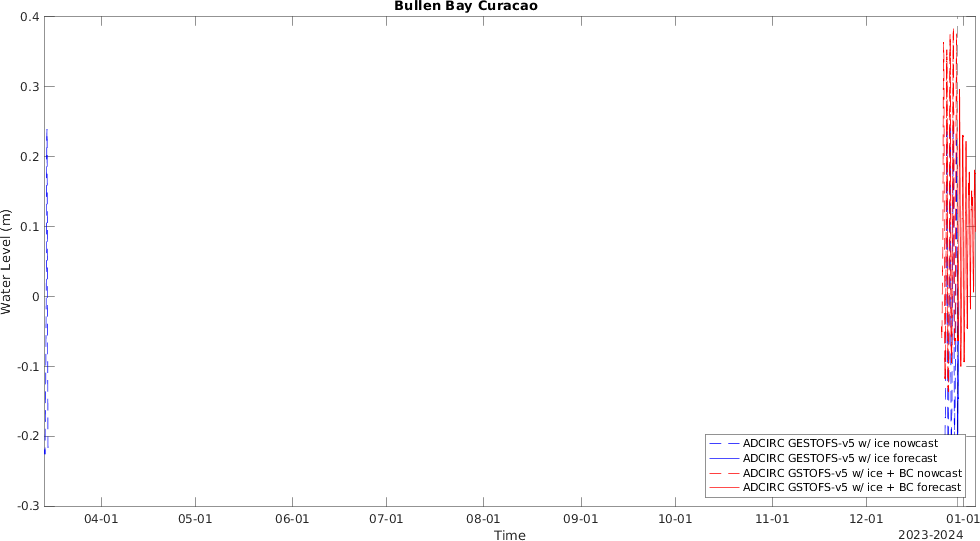 Bullen Bay Curacao
0.4
0.3
0.2
0.1
0
-0.1
-0.2
-0.3
Water Level (m)
ADCIRC GESTOFS-v5 w/ ice nowcast
ADCIRC GESTOFS-v5 w/ ice forecast
ADCIRC GSTOFS-v5 w/ ice + BC nowcast
ADCIRC GSTOFS-v5 w/ ice + BC forecast
04-01 05-01 06-01 07-01 08-01 09-01 10-01 11-01 12-01 01-01
Time
2023-2024